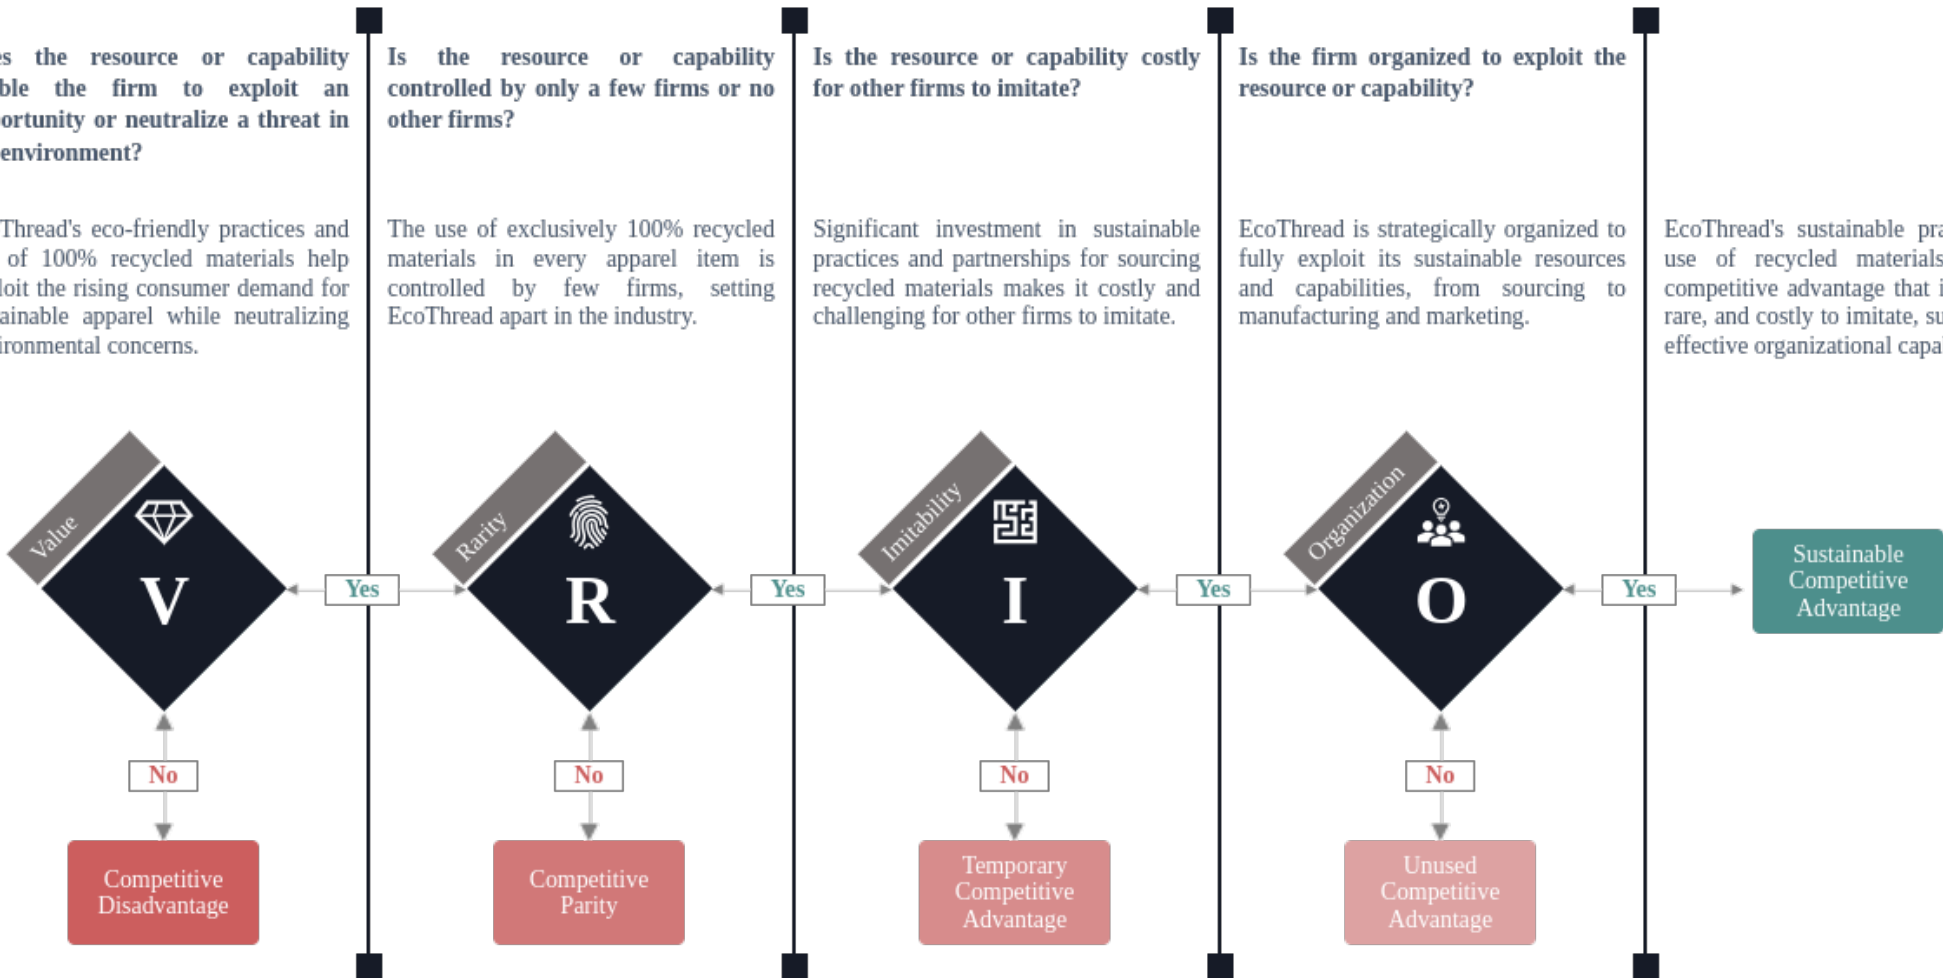 es the resource or capability
ble the firm to exploit an
ortunity or neutralize a threat in
environment?
Thread's eco-friendly practices and
of 100% recycled materials help
loit the rising consumer demand for
ainable apparel while neutralizing
ironmental concerns.
Value
V
Yes
No
Competitive
Disadvantage
Is the resource or capability
controlled by only a few firms or no
other firms?
The use of exclusively 100% recycled
materials in every apparel item is
controlled by few firms, setting
EcoThread apart in the industry.
Rarity
R
Yes
No
Competitive
Parity
Is the resource or capability costly
for other firms to imitate?
Significant investment in sustainable
practices and partnerships for sourcing
recycled materials makes it costly and
challenging for other firms to imitate.
Imitability
I
Yes
No
Temporary
Competitive
Advantage
Is the firm organized to exploit the
resource or capability?
EcoThread is strategically organized to
fully exploit its sustainable resources
and capabilities, from sourcing to
manufacturing and marketing.
Organization
O
Yes
No
Unused
Competitive
Advantage
EcoThread's sustainable pra
use of recycled materials
competitive advantage that i
rare, and costly to imitate, su
effective organizational capa
Sustainable
Competitive
Advantage